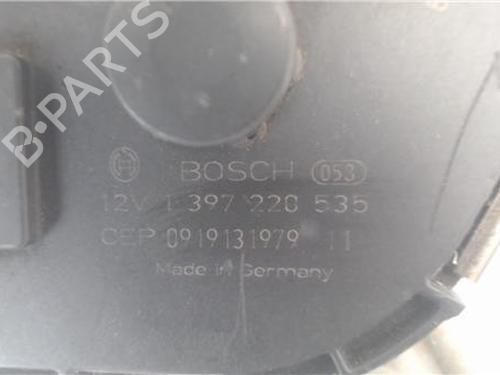 B-PARTS
BOSCH 053
12V 1 397 220 535
CEP 0919131979 11
Made in Germany